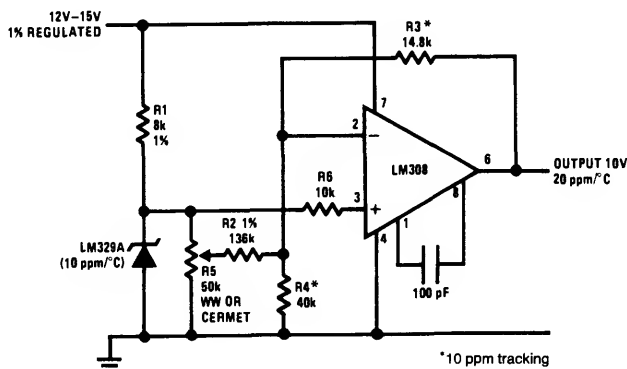 12V–15V
1% REGULATED
R3*
14.8k
R1
8k
1%
7
2
–
LM308
6
OUTPUT 10V
20 ppm/°C
R6
10k
3
+
8
1
4
LM329A
(10 ppm/°C)
R2 1%
136k
R5
50k
WW OR
CERMET
R4*
40k
100 pF
*10 ppm tracking